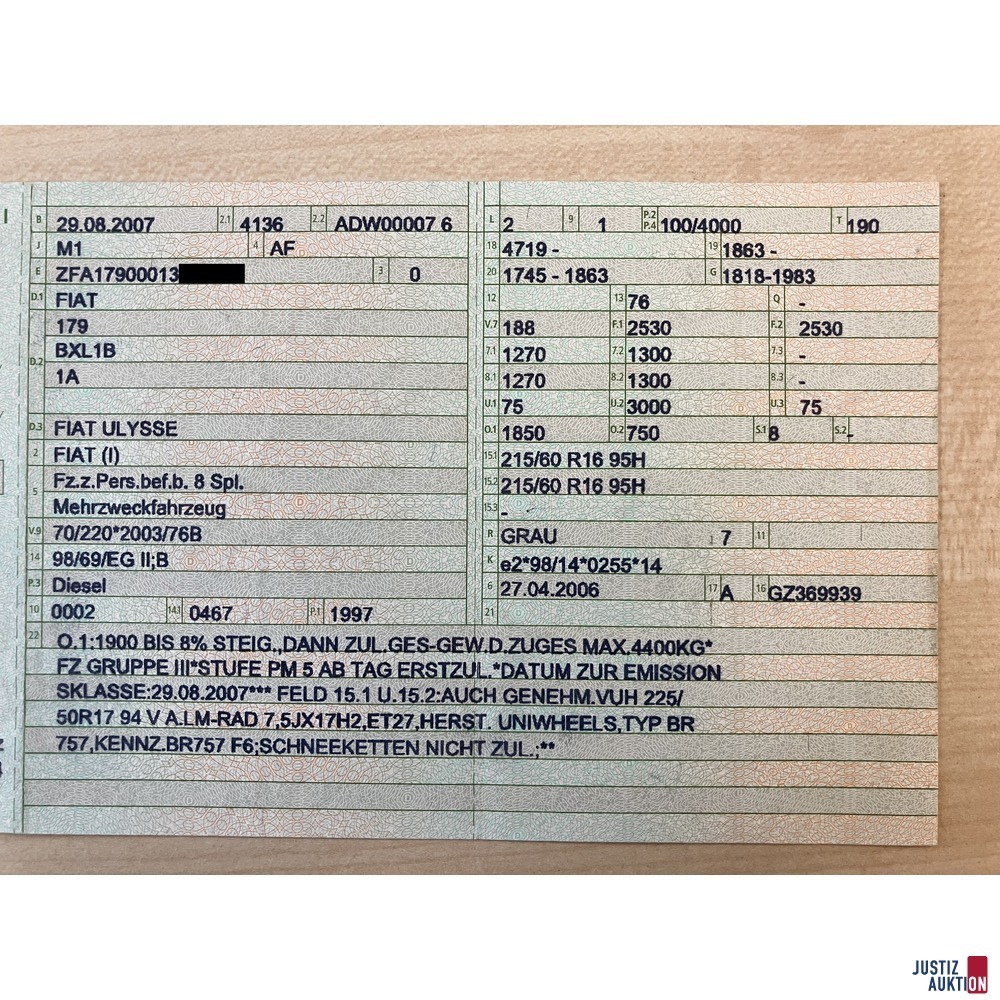 B 29.08.2007 2.1 4136 2.2 ADW00007 6
J M1 4 AF
E ZFA17900013 3 0
D.1 FIAT
179
D.2 BXL1B
1A
D.3 FIAT ULYSSE
2 FIAT (I)
5 Fz.z.Pers.bef.b. 8 Spl.
Mehrzweckfahrzeug
V.9 70/220*2003/76B
14 98/69/EG II;B
P.3 Diesel
10 0002 14.1 0467 P.1 1997
L 2 9 1 P.2 P.4 100/4000 T 190
18 4719 - 19 1863 -
20 1745 - 1863 G 1818-1983
12 13 76 Q -
V.7 188 F.1 2530 F.2 2530
7.1 1270 7.2 1300 7.3 -
8.1 1270 8.2 1300 8.3 -
U.1 75 U.2 3000 U.3 75
O.1 1850 O.2 750 S.1 8 S.2 -
15.1 215/60 R16 95H
15.2 215/60 R16 95H
15.3 -
R GRAU 7 11
K e2*98/14*0255*14
6 27.04.2006 17 A 16 GZ369939
21
22 O.1:1900 BIS 8% STEIG.,DANN ZUL.GES-GEW.D.ZUGES MAX.4400KG*
FZ GRUPPE III*STUFE PM 5 AB TAG ERSTZUL.*DATUM ZUR EMISSION
SKLASSE:29.08.2007*** FELD 15.1 U.15.2:AUCH GENEHM.VUH 225/
50R17 94 V A.LM-RAD 7,5JX17H2,ET27,HERST. UNIWHEELS,TYP BR
757,KENNZ.BR757 F6;SCHNEEKETTEN NICHT ZUL.;**
JUSTIZ
AUKTION